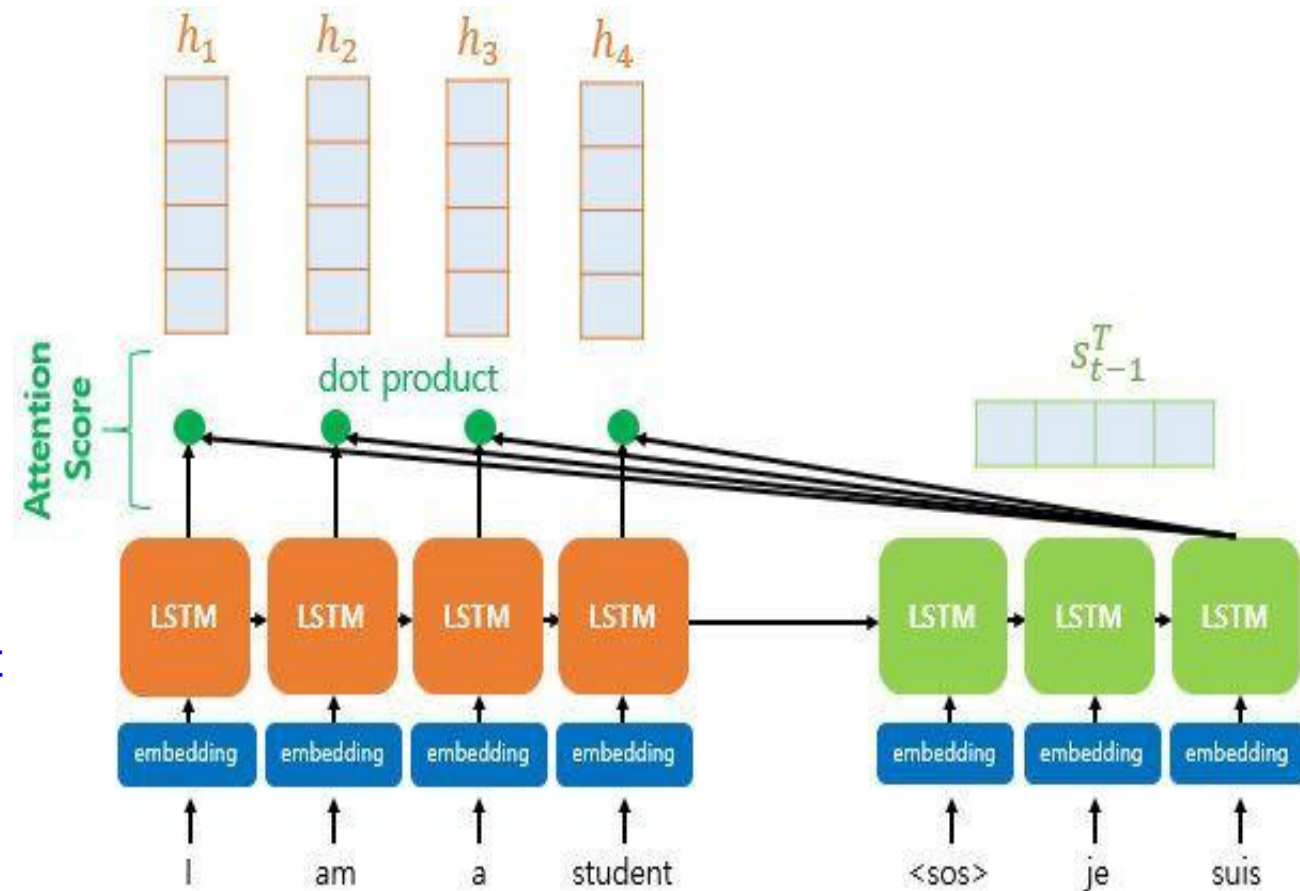 h₁ h₂ h₃ h₄
Attention Score
dot product
S^T_{t-1}
LSTM LSTM LSTM LSTM LSTM LSTM LSTM
embedding embedding embedding embedding embedding embedding embedding
I am a student <sos> je suis